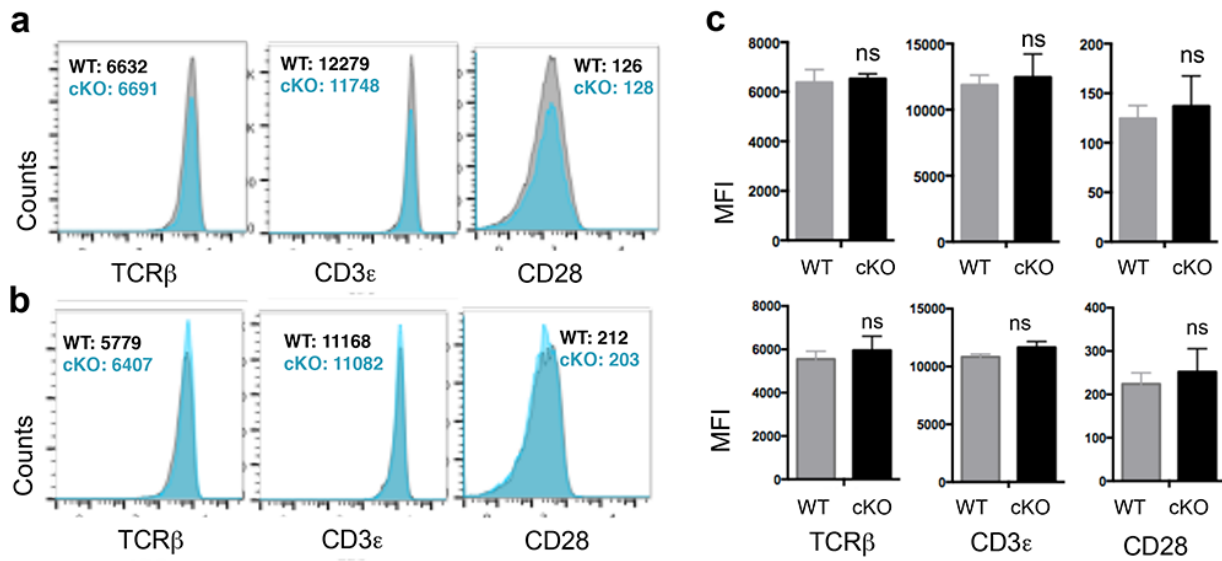 a
WT: 6632
cKO: 6691
WT: 12279
cKO: 11748
WT: 126
cKO: 128
Counts
TCRβ
CD3ε
CD28
b
WT: 5779
cKO: 6407
WT: 11168
cKO: 11082
WT: 212
cKO: 203
Counts
TCRβ
CD3ε
CD28
c
MFI
8000
6000
4000
2000
0
ns
WT cKO
15000
10000
5000
0
ns
WT cKO
200
150
100
50
0
ns
WT cKO
MFI
8000
6000
4000
2000
0
ns
WT cKO
TCRβ
15000
10000
5000
0
ns
WT cKO
CD3ε
400
300
200
100
0
ns
WT cKO
CD28